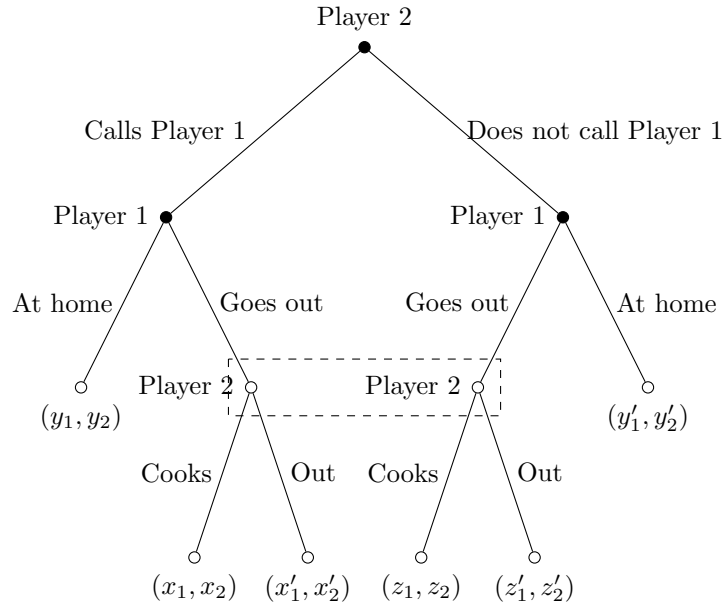 Player 2
Calls Player 1
Does not call Player 1
Player 1
Player 1
At home
Goes out
Goes out
At home
Player 2
Player 2
(y₁, y₂)
(y′₁, y′₂)
Cooks
Out
Cooks
Out
(x₁, x₂)
(x′₁, x′₂)
(z₁, z₂)
(z′₁, z′₂)